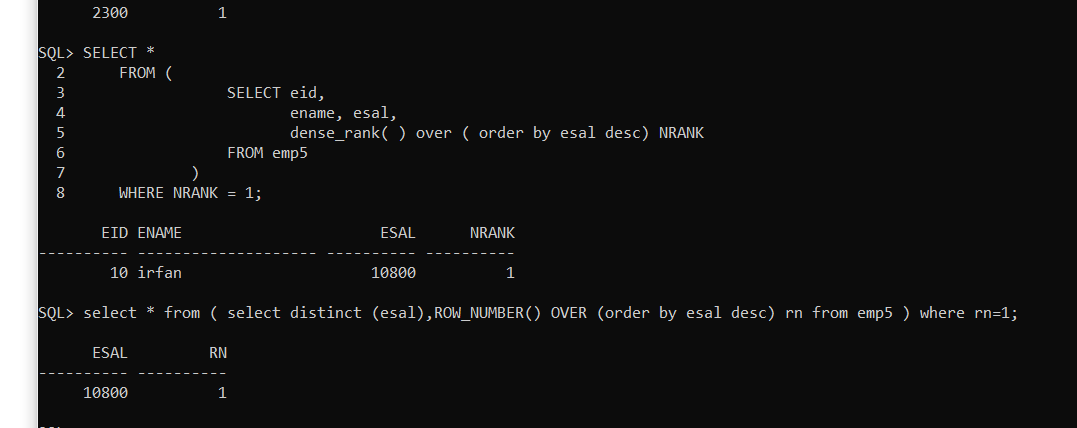 2300 1
SQL> SELECT *
2 FROM (
3 SELECT eid,
4 ename, esal,
5 dense_rank( ) over ( order by esal desc) NRANK
6 FROM emp5
7 )
8 WHERE NRANK = 1;
EID ENAME ESAL NRANK
---------- -------------------- ---------- ----------
10 irfan 10800 1
SQL> select * from ( select distinct (esal),ROW_NUMBER() OVER (order by esal desc) rn from emp5 ) where rn=1;
ESAL RN
---------- ----------
10800 1